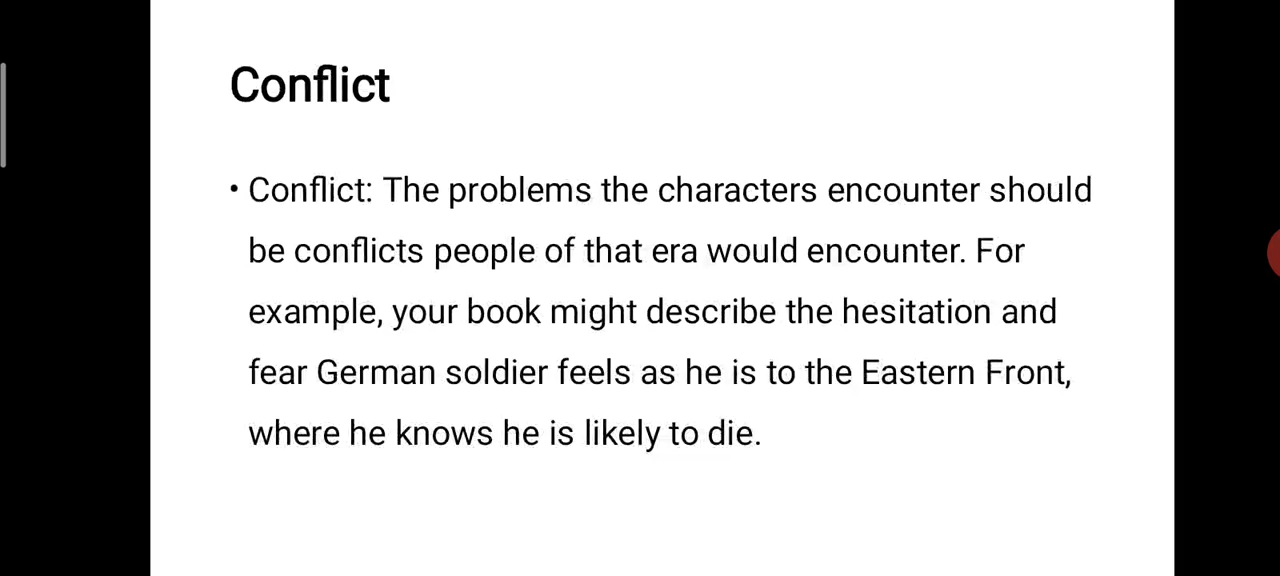 Conflict
• Conflict: The problems the characters encounter should
be conflicts people of that era would encounter. For
example, your book might describe the hesitation and
fear German soldier feels as he is to the Eastern Front,
where he knows he is likely to die.